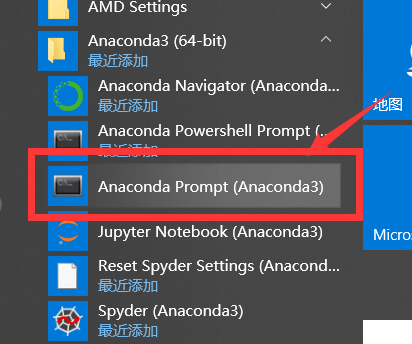 AMD Settings
Anaconda3 (64-bit)
最近添加
Anaconda Navigator (Anaconda...
最近添加
地图
Anaconda Powershell Prompt (...
最近添加
Anaconda Prompt (Anaconda3)
Jupyter Notebook (Anaconda3)
Micros
Reset Spyder Settings (Anacond...
最近添加
Spyder (Anaconda3)
最近添加